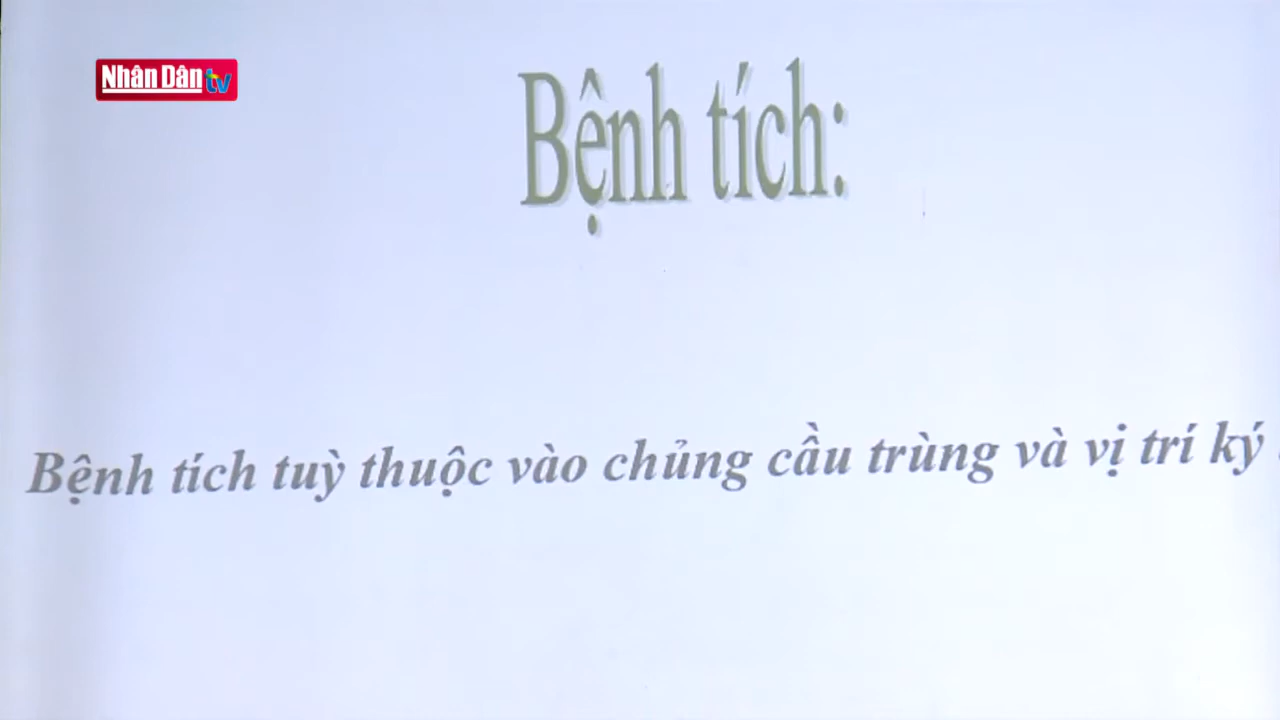 Nhân Dân tv
Bệnh tích:
Bệnh tích tuỳ thuộc vào chủng cầu trùng và vị trí ký